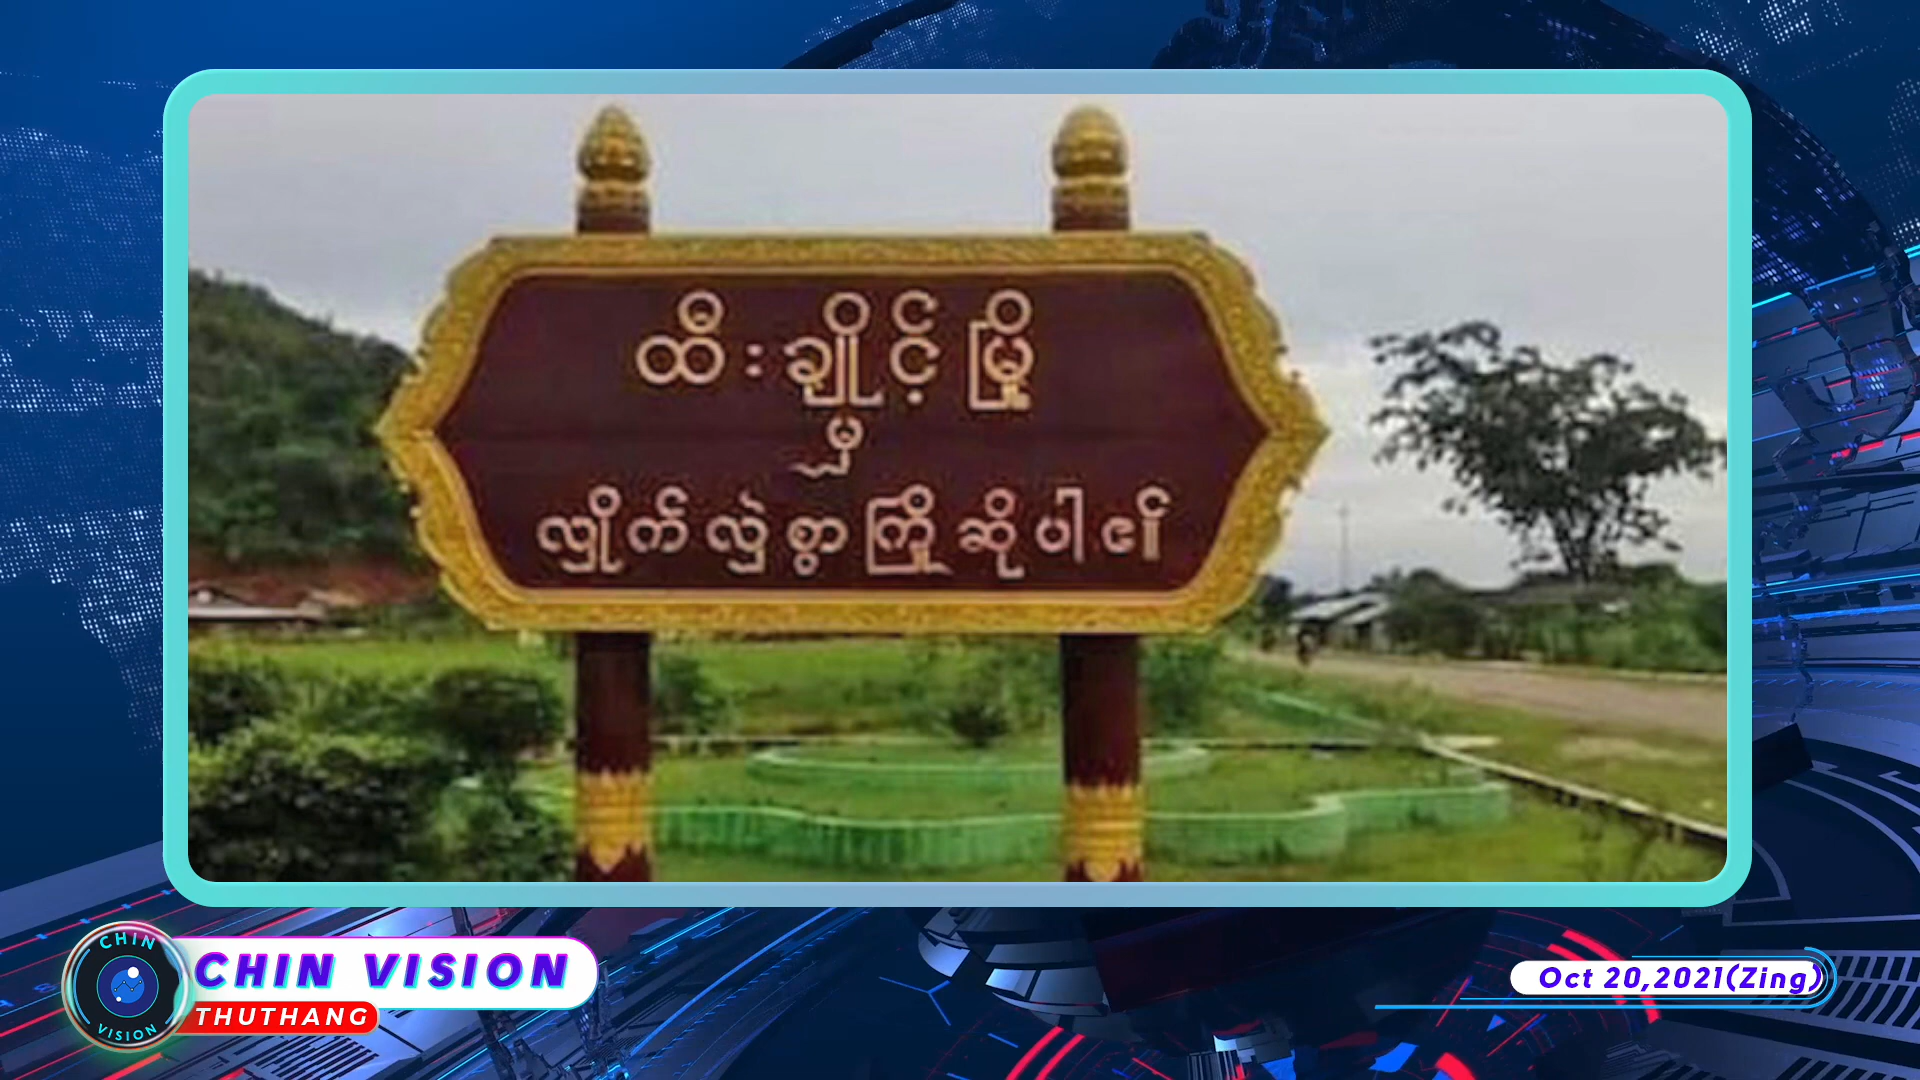 ထီးချိုင့်မြို့
မှ
လှိုက်လှဲစွာကြိုဆိုပါ၏
CHIN VISION
THUTHANG
CHIN
VISION
Oct 20,2021(Zing)